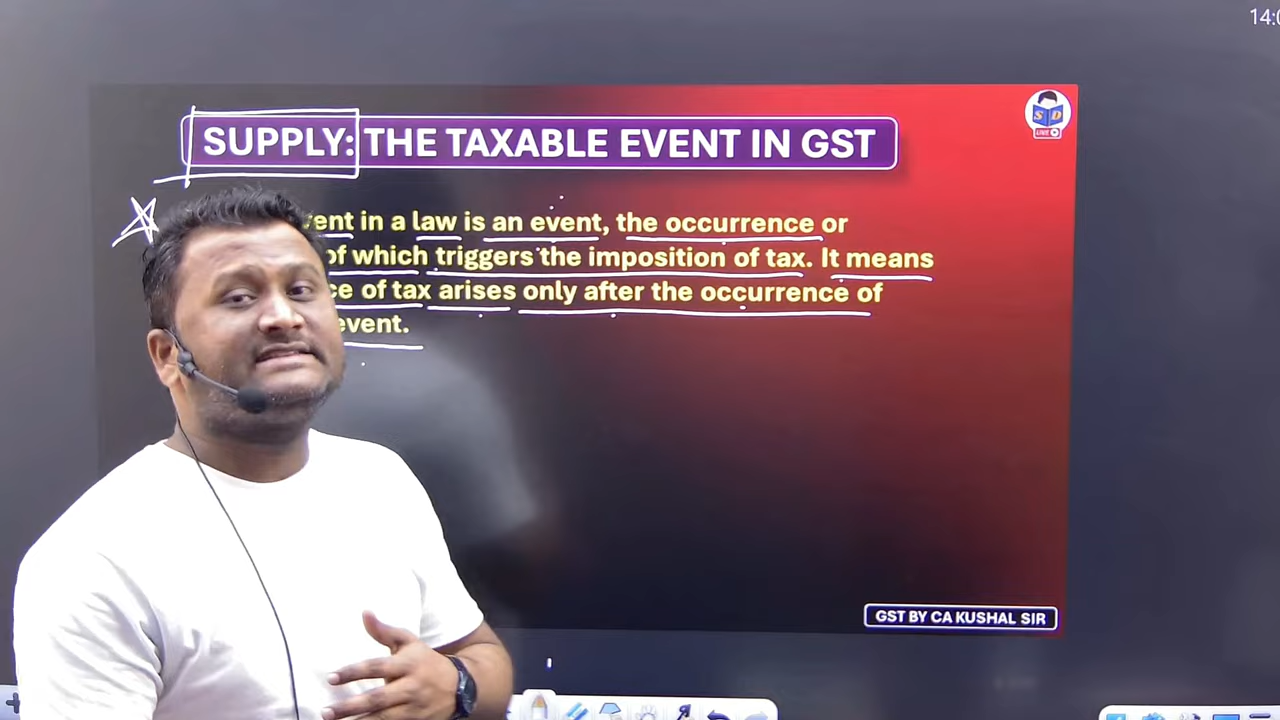 14:0
SUPPLY: THE TAXABLE EVENT IN GST
S D
LIVE
in a law is an event, the occurrence or
of which triggers the imposition of tax. It means
of tax arises only after the occurrence of
event.
GST BY CA KUSHAL SIR